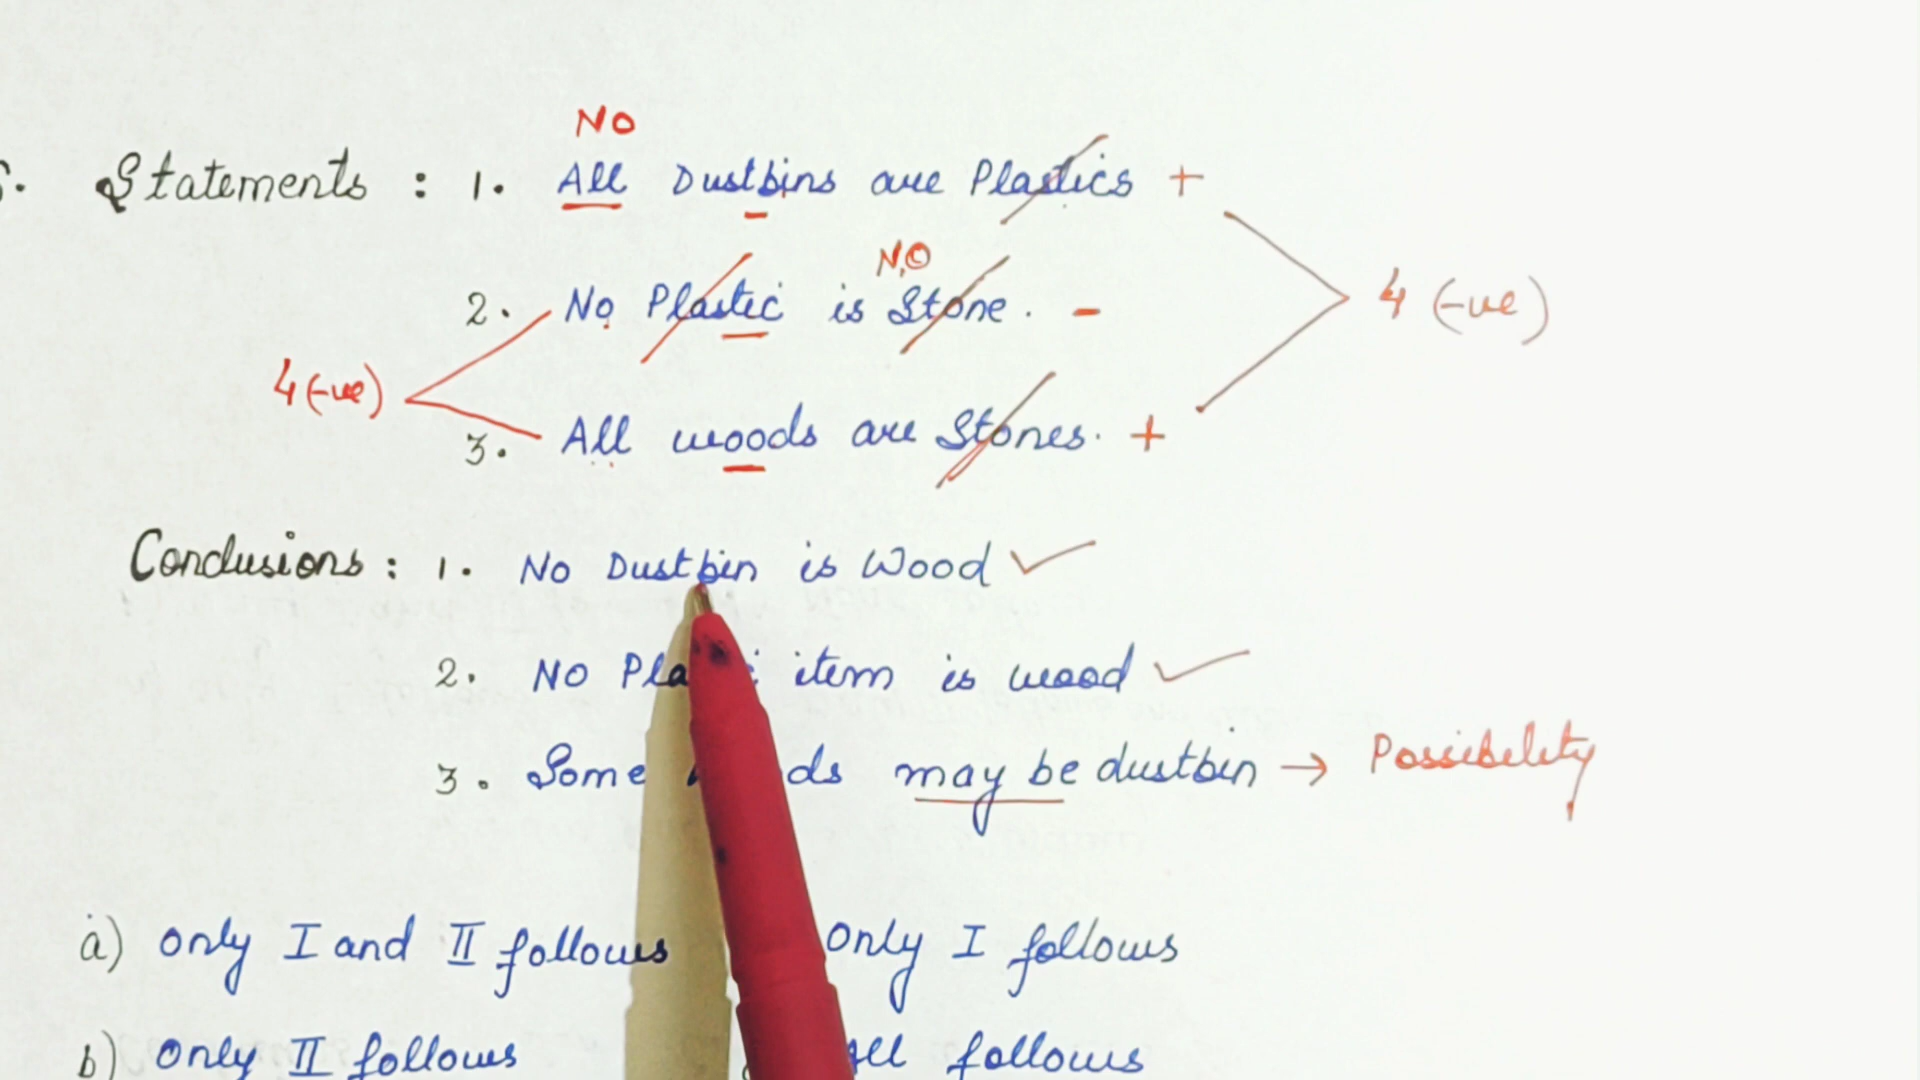 NO
Statements : 1. All Dustbins are Plastics +
NO
2. No Plastic is Stone. - 4 (-ve)
4 (-ve)
3. All woods are Stones. +
Conclusions : 1. No Dustbin is Wood ✓
2. NO item is wood ✓
3. Some may be dustbin → Possibility
a) only I and II follows only I follows
b) only II follows All follows